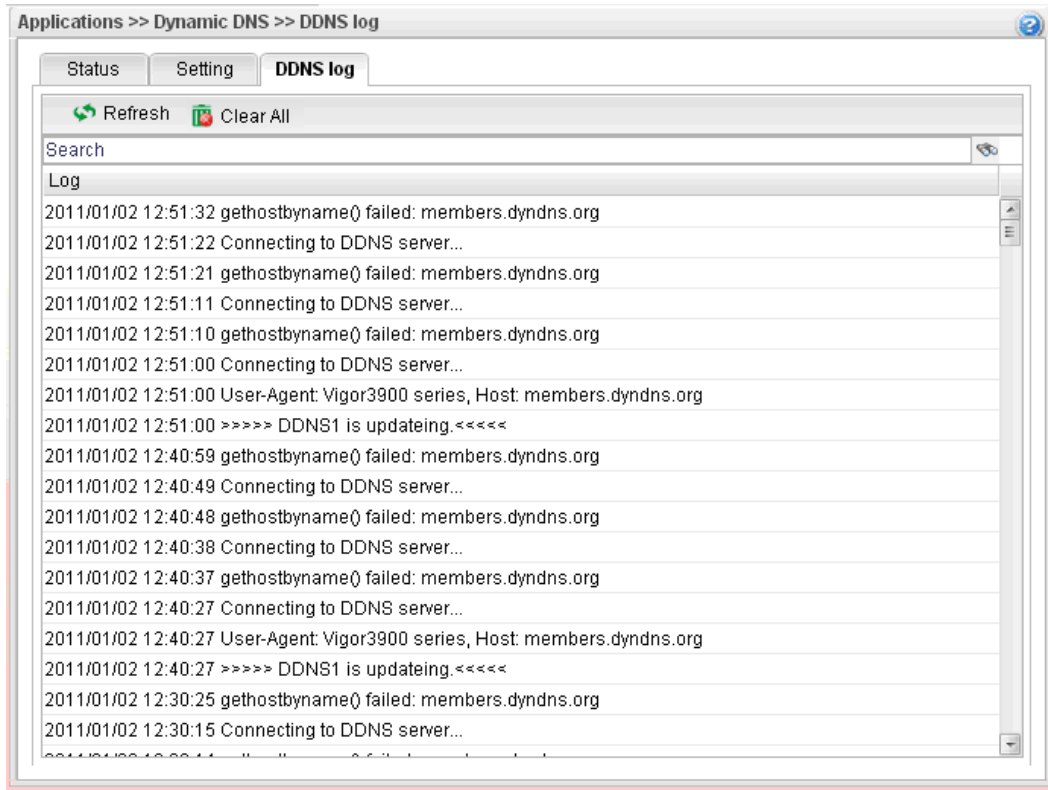 Applications >> Dynamic DNS >> DDNS log
Status Setting DDNS log
Refresh Clear All
Search
Log
2011/01/02 12:51:32 gethostbyname() failed: members.dyndns.org
2011/01/02 12:51:22 Connecting to DDNS server...
2011/01/02 12:51:21 gethostbyname() failed: members.dyndns.org
2011/01/02 12:51:11 Connecting to DDNS server...
2011/01/02 12:51:10 gethostbyname() failed: members.dyndns.org
2011/01/02 12:51:00 Connecting to DDNS server...
2011/01/02 12:51:00 User-Agent: Vigor3900 series, Host: members.dyndns.org
2011/01/02 12:51:00 >>>>> DDNS1 is updateing.<<<<<
2011/01/02 12:40:59 gethostbyname() failed: members.dyndns.org
2011/01/02 12:40:49 Connecting to DDNS server...
2011/01/02 12:40:48 gethostbyname() failed: members.dyndns.org
2011/01/02 12:40:38 Connecting to DDNS server...
2011/01/02 12:40:37 gethostbyname() failed: members.dyndns.org
2011/01/02 12:40:27 Connecting to DDNS server...
2011/01/02 12:40:27 User-Agent: Vigor3900 series, Host: members.dyndns.org
2011/01/02 12:40:27 >>>>> DDNS1 is updateing.<<<<<
2011/01/02 12:30:25 gethostbyname() failed: members.dyndns.org
2011/01/02 12:30:15 Connecting to DDNS server...